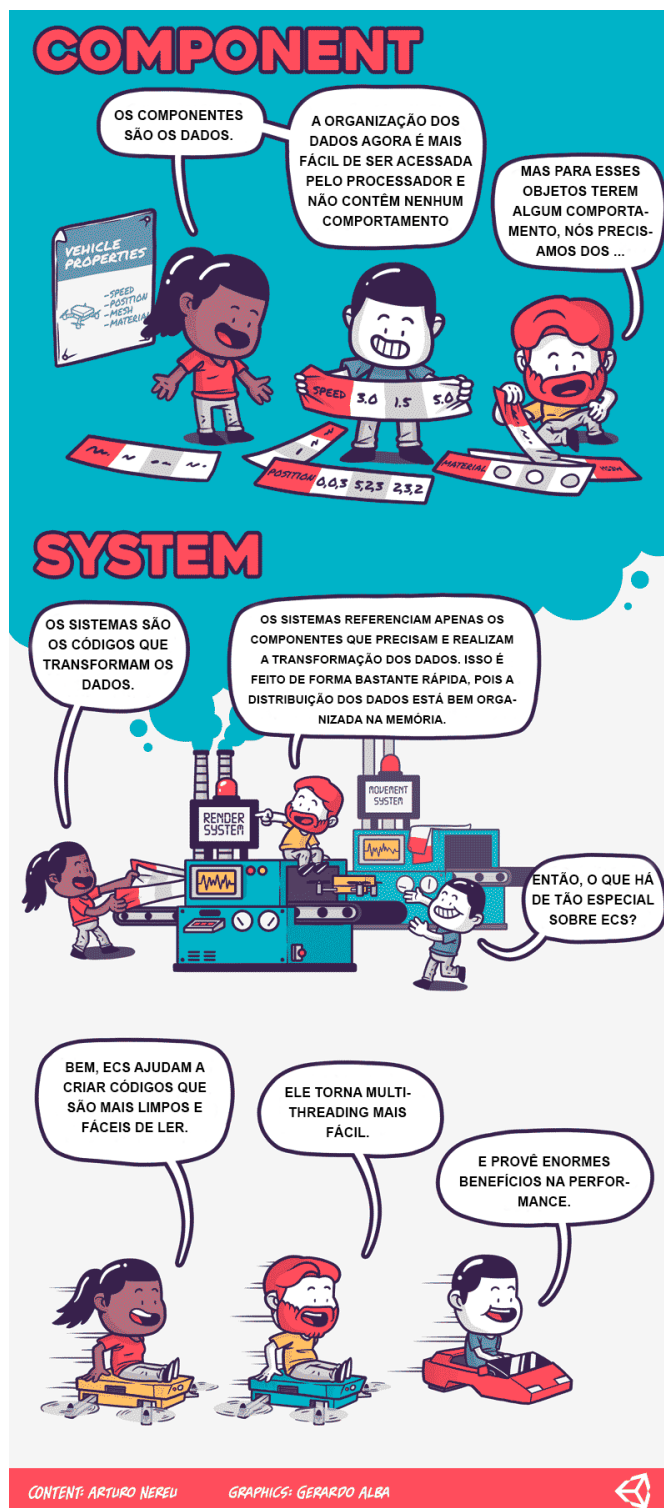 COMPONENT
OS COMPONENTES
SÃO OS DADOS.
A ORGANIZAÇÃO DOS
DADOS AGORA É MAIS
FÁCIL DE SER ACESSADA
PELO PROCESSADOR E
NÃO CONTÊM NENHUM
COMPORTAMENTO
MAS PARA ESSES
OBJETOS TEREM
ALGUM COMPORTA-
MENTO, NÓS PRECIS-
AMOS DOS ...
VEHICLE
PROPERTIES
-SPEED
-POSITION
-MESH
-MATERIAL
SPEED 3.0 1.5 5.0
POSITION 0,0,3 5,2,3 2,3,2
MATERIAL
SYSTEM
OS SISTEMAS SÃO
OS CÓDIGOS QUE
TRANSFORMAM OS
DADOS.
OS SISTEMAS REFERENCIAM APENAS OS
COMPONENTES QUE PRECISAM E REALIZAM
A TRANSFORMAÇÃO DOS DADOS. ISSO É
FEITO DE FORMA BASTANTE RÁPIDA, POIS A
DISTRIBUIÇÃO DOS DADOS ESTÁ BEM ORGA-
NIZADA NA MEMÓRIA.
RENDER
SYSTEM
MOVEMENT
SYSTEM
ENTÃO, O QUE HÁ
DE TÃO ESPECIAL
SOBRE ECS?
BEM, ECS AJUDAM A
CRIAR CÓDIGOS QUE
SÃO MAIS LIMPOS E
FÁCEIS DE LER.
ELE TORNA MULTI-
THREADING MAIS
FÁCIL.
E PROVÊ ENORMES
BENEFÍCIOS NA PERFOR-
MANCE.
CONTENT: ARTURO NEREU
GRAPHICS: GERARDO ALBA